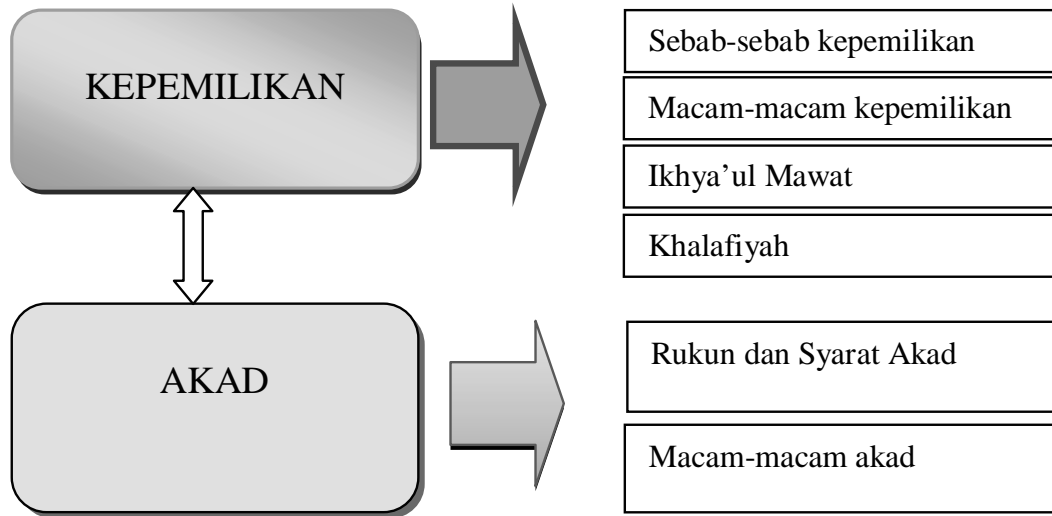 KEPEMILIKAN
Sebab-sebab kepemilikan
Macam-macam kepemilikan
Ikhya’ul Mawat
Khalafiyah
AKAD
Rukun dan Syarat Akad
Macam-macam akad